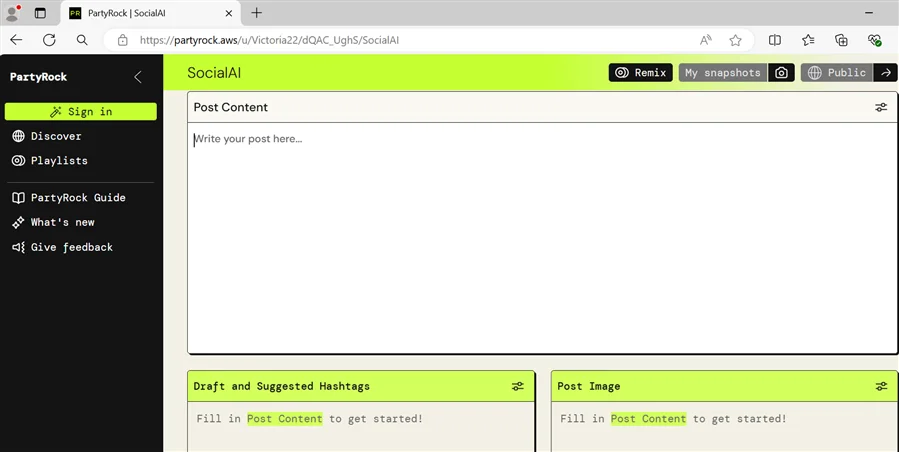 PR PartyRock | SocialAI
https://partyrock.aws/u/Victoria22/dQAC_UghS/SocialAI
PartyRock
SocialAI
Remix
My snapshots
Public
Sign in
Discover
Playlists
PartyRock Guide
What's new
Give feedback
Post Content
Write your post here...
Draft and Suggested Hashtags
Fill in Post Content to get started!
Post Image
Fill in Post Content to get started!